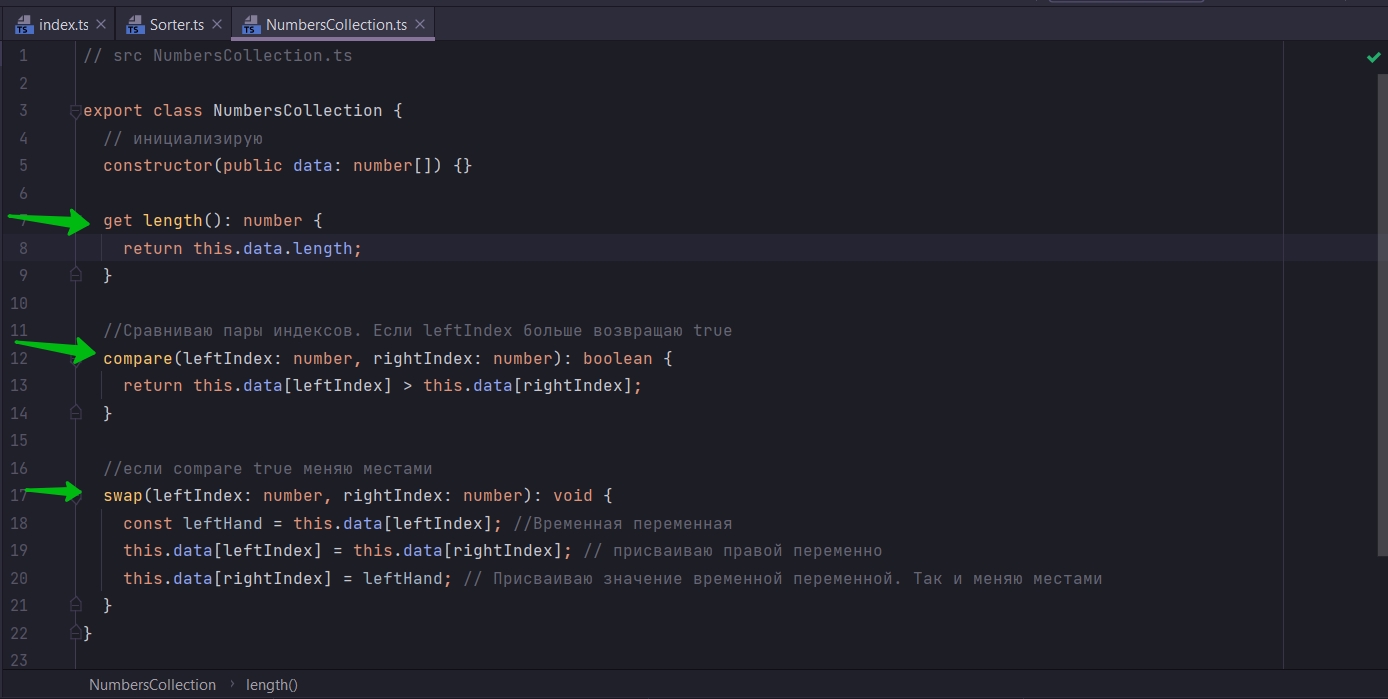 index.ts Sorter.ts NumbersCollection.ts
1 // src NumbersCollection.ts
2
3 export class NumbersCollection {
4 // инициализирую
5 constructor(public data: number[]) {}
6
7 get length(): number {
8 return this.data.length;
9 }
10
11 //Сравниваю пары индексов. Если leftIndex больше возвращаю true
12 compare(leftIndex: number, rightIndex: number): boolean {
13 return this.data[leftIndex] > this.data[rightIndex];
14 }
15
16 //если compare true меняю местами
17 swap(leftIndex: number, rightIndex: number): void {
18 const leftHand = this.data[leftIndex]; //Временная переменная
19 this.data[leftIndex] = this.data[rightIndex]; // присваиваю правой переменно
20 this.data[rightIndex] = leftHand; // Присваиваю значение временной переменной. Так и меняю местами
21 }
22 }
23
NumbersCollection › length()